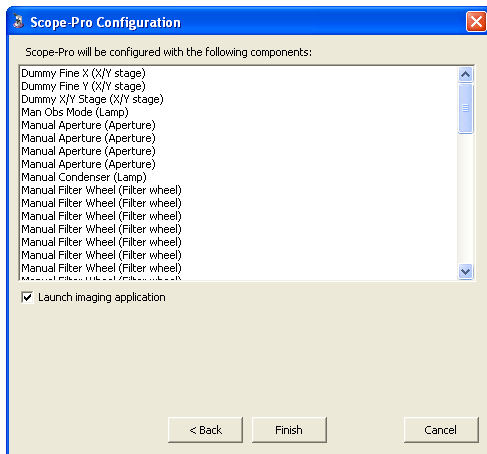 Scope-Pro Configuration
Scope-Pro will be configured with the following components:
Dummy Fine X (X/Y stage)
Dummy Fine Y (X/Y stage)
Dummy X/Y Stage (X/Y stage)
Man Obs Mode (Lamp)
Manual Aperture (Aperture)
Manual Aperture (Aperture)
Manual Aperture (Aperture)
Manual Aperture (Aperture)
Manual Condenser (Lamp)
Manual Filter Wheel (Filter wheel)
Manual Filter Wheel (Filter wheel)
Manual Filter Wheel (Filter wheel)
Manual Filter Wheel (Filter wheel)
Manual Filter Wheel (Filter wheel)
Manual Filter Wheel (Filter wheel)
Manual Filter Wheel (Filter wheel)
Launch imaging application
< Back Finish Cancel